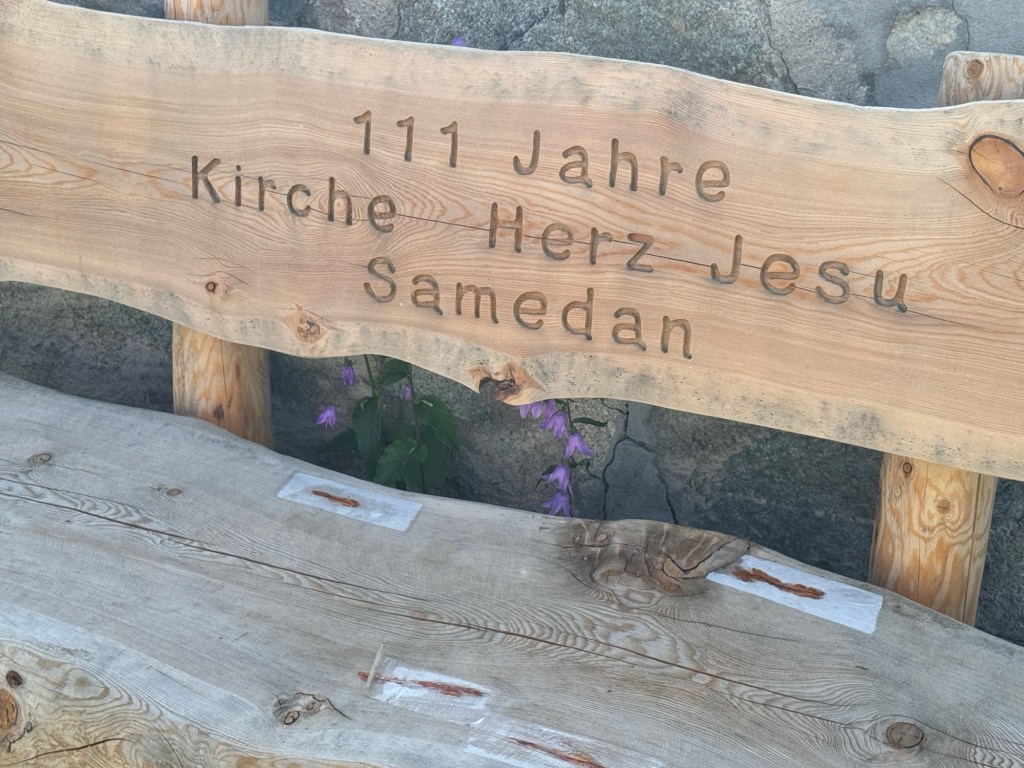 111 Jahre
Kirche Herz Jesu
Samedan